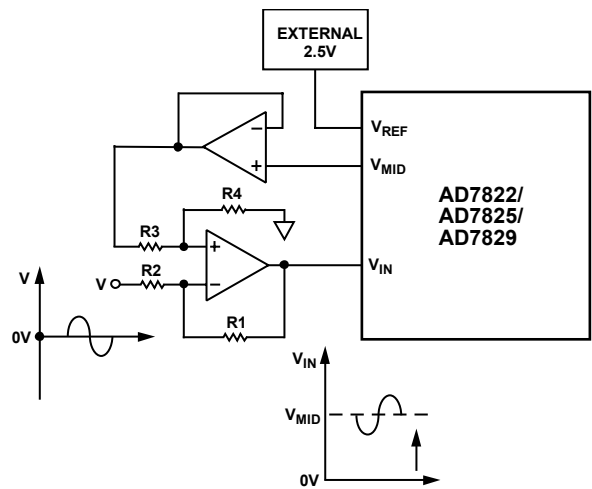 EXTERNAL
2.5V
VREF
VMID
AD7822/
AD7825/
AD7829
R4
R3
R2
V
R1
VIN
V
0V
VIN
VMID
0V
−
+
+
−